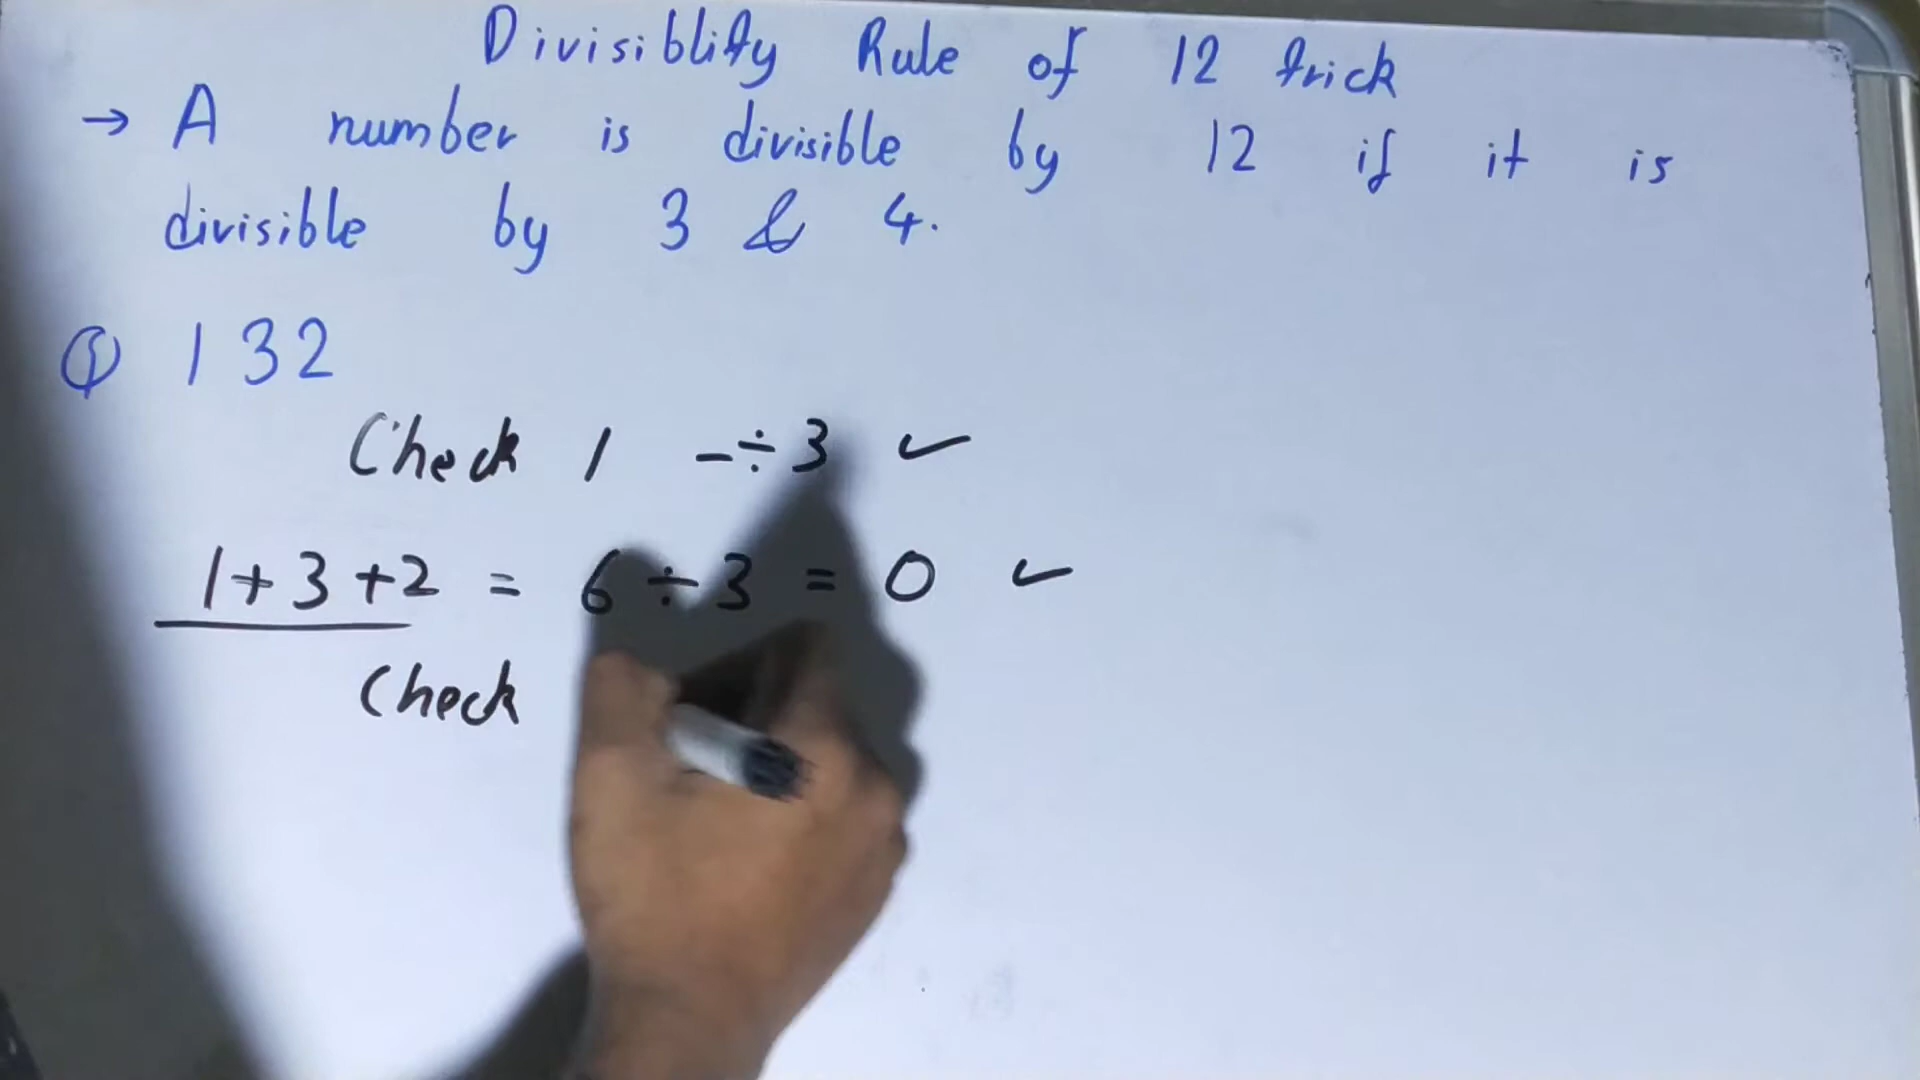 Divisiblity Rule of 12 trick
→ A number is divisible by 12 if it is
divisible by 3 & 4.
Q 132
Check 1 - ÷ 3 ✓
1 + 3 + 2 = 6 ÷ 3 = 0 ✓
Check